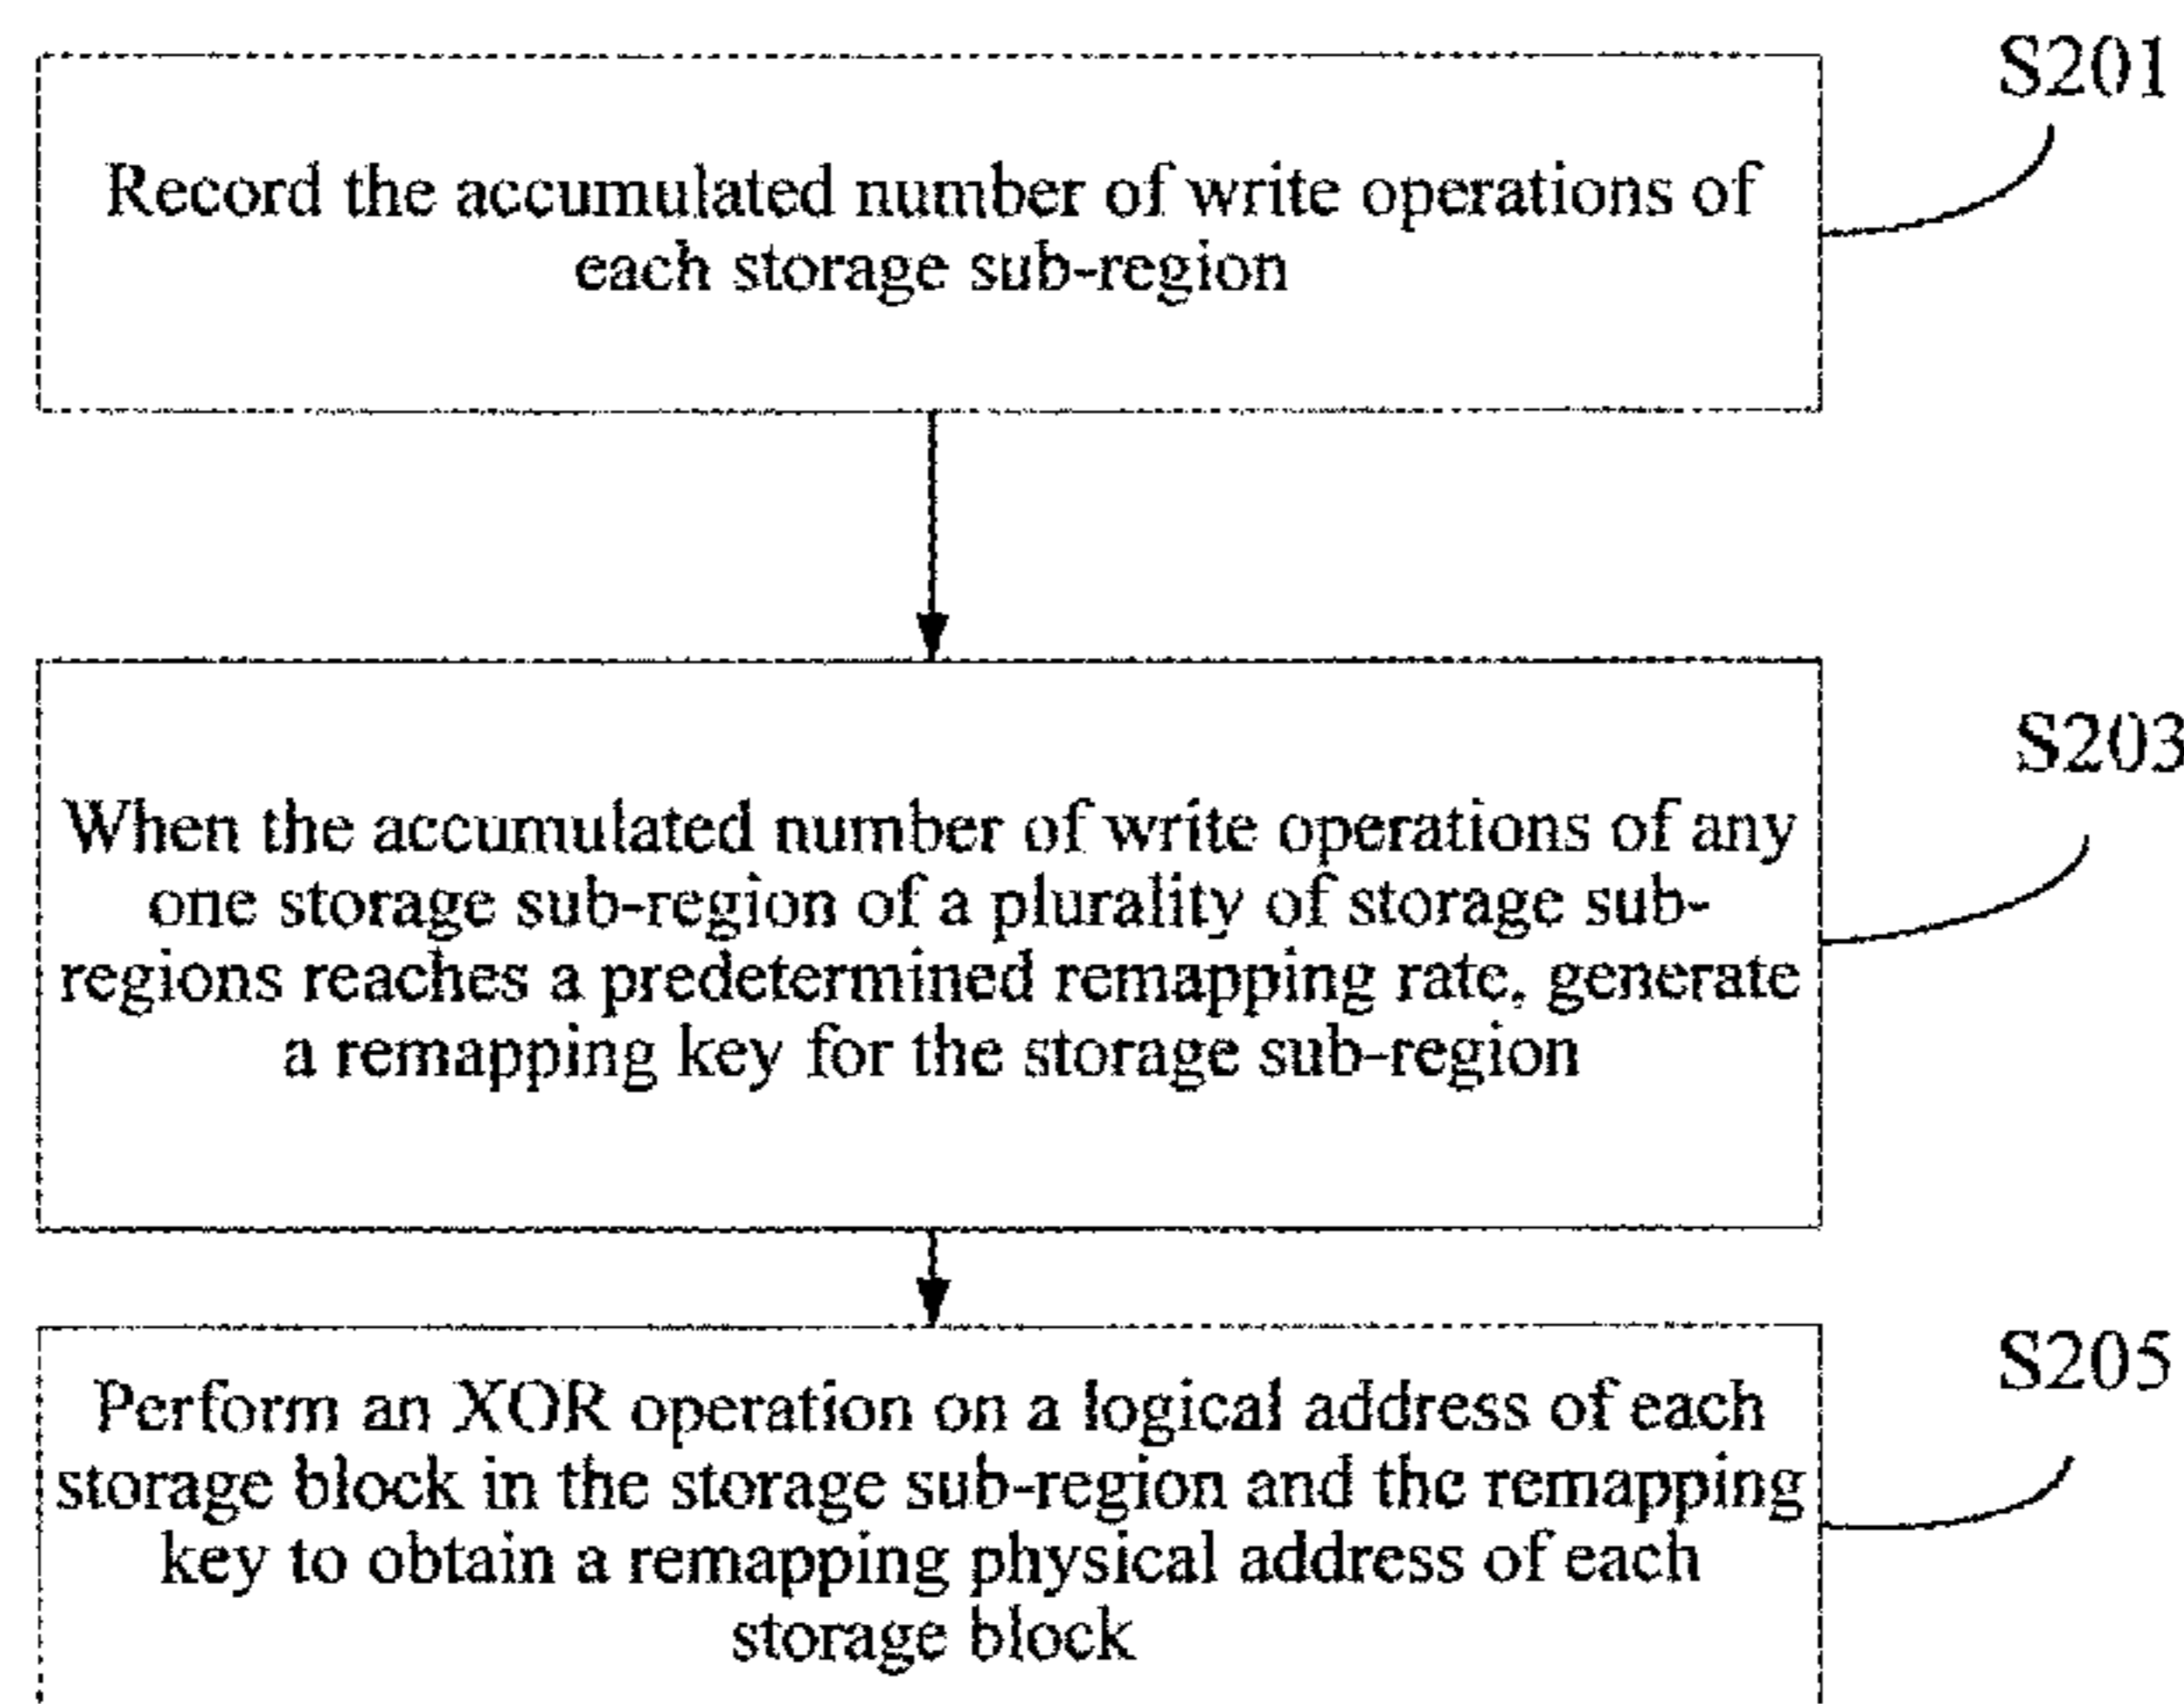 S201
Record the accumulated number of write operations of
each storage sub-region
S203
When the accumulated number of write operations of any
one storage sub-region of a plurality of storage sub-
regions reaches a predetermined remapping rate, generate
a remapping key for the storage sub-region
S205
Perform an XOR operation on a logical address of each
storage block in the storage sub-region and the remapping
key to obtain a remapping physical address of each
storage block